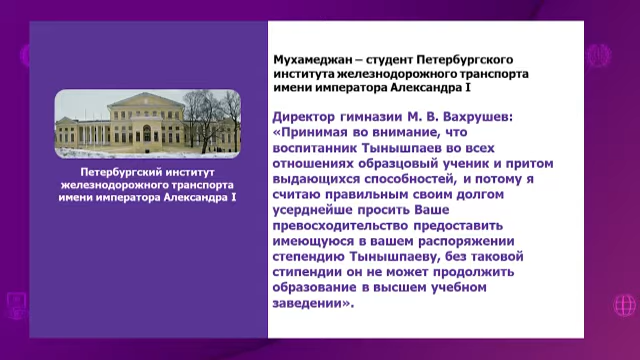 Петербургский институт
железнодорожного транспорта
имени императора Александра I
Мухамеджан – студент Петербургского
института железнодорожного транспорта
имени императора Александра I
Директор гимназии М. В. Вахрушев:
«Принимая во внимание, что
воспитанник Тынышпаев во всех
отношениях образцовый ученик и притом
выдающихся способностей, и потому я
считаю правильным своим долгом
усерднейше просить Ваше
превосходительство предоставить
имеющуюся в вашем распоряжении
степендию Тынышпаеву, без таковой
стипендии он не может продолжить
образование в высшем учебном
заведении».